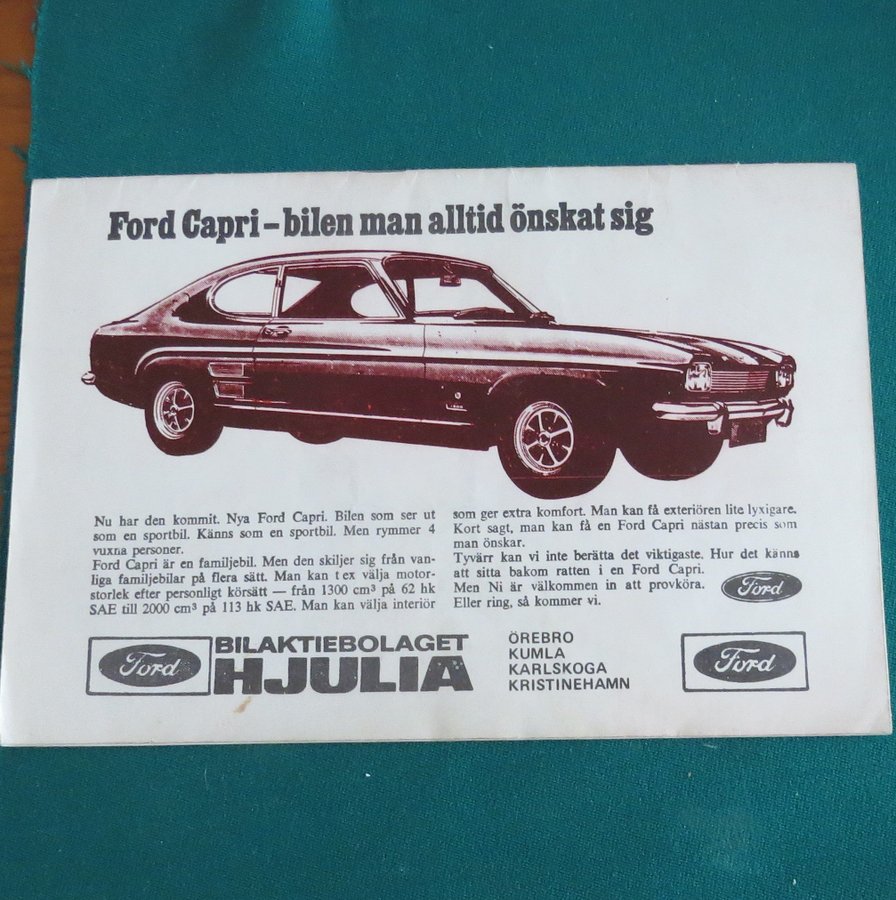 Ford Capri – bilen man alltid önskat sig
Nu har den kommit. Nya Ford Capri. Bilen som ser ut
som en sportbil. Känns som en sportbil. Men rymmer 4
vuxna personer.
Ford Capri är en familjebil. Men den skiljer sig från van-
liga familjebilar på flera sätt. Man kan t ex välja motor-
storlek efter personligt körsätt — från 1300 cm³ på 62 hk
SAE till 2000 cm³ på 113 hk SAE. Man kan välja interiör
som ger extra komfort. Man kan få exteriören lite lyxigare.
Kort sagt, man kan få en Ford Capri nästan precis som
man önskar.
Tyvärr kan vi inte berätta det viktigaste. Hur det känns
att sitta bakom ratten i en Ford Capri.
Men Ni är välkommen in att provköra.
Eller ring, så kommer vi.
Ford
Ford
BILAKTIEBOLAGET
HJULIA
ÖREBRO
KUMLA
KARLSKOGA
KRISTINEHAMN
Ford